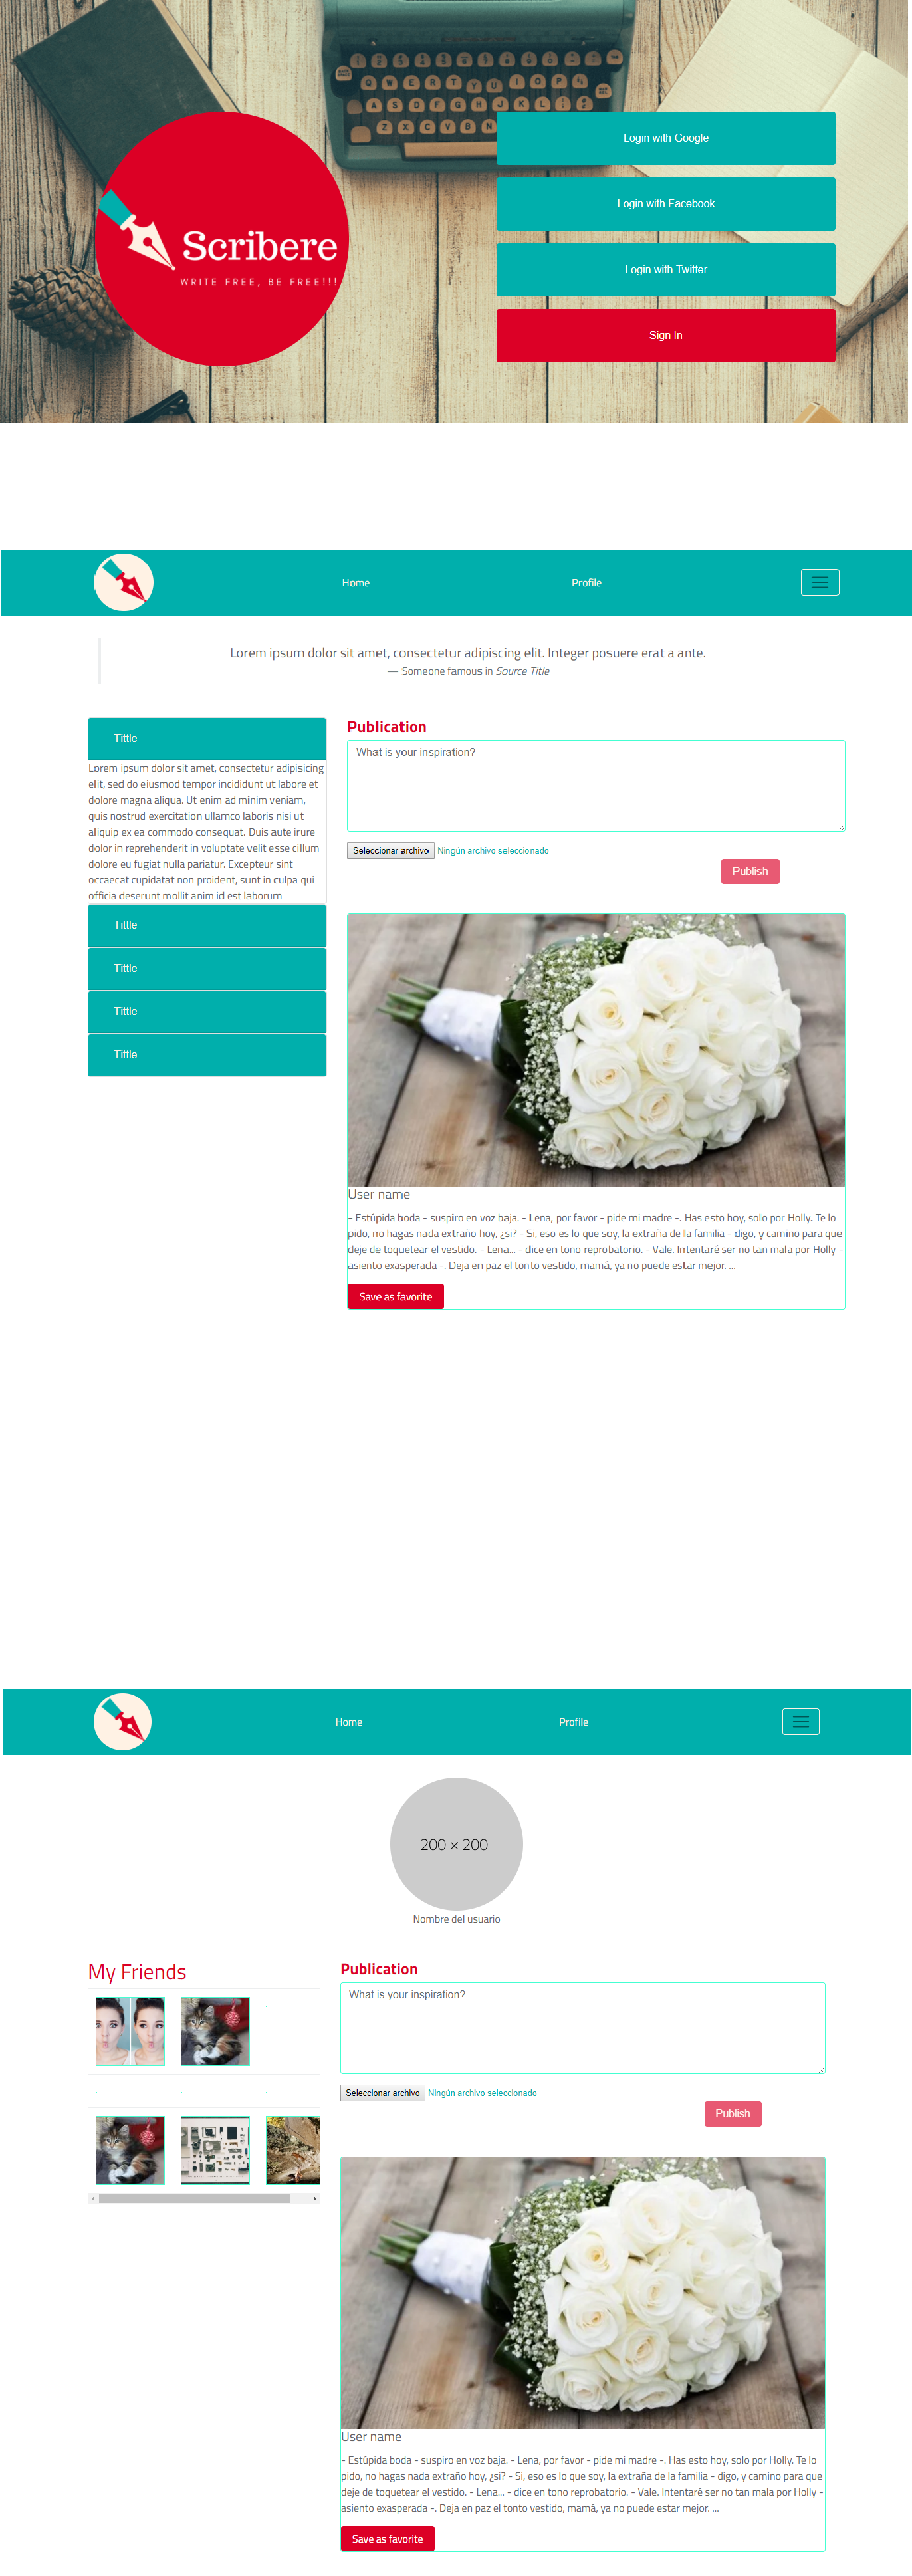 Scribere
WRITE FREE, BE FREE!!!
Login with Google
Login with Facebook
Login with Twitter
Sign In
Home
Profile
Lorem ipsum dolor sit amet, consectetur adipiscing elit. Integer posuere erat a ante.
— Someone famous in Source Title
Tittle
Lorem ipsum dolor sit amet, consectetur adipisicing
elit, sed do eiusmod tempor incididunt ut labore et
dolore magna aliqua. Ut enim ad minim veniam,
quis nostrud exercitation ullamco laboris nisi ut
aliquip ex ea commodo consequat. Duis aute irure
dolor in reprehenderit in voluptate velit esse cillum
dolore eu fugiat nulla pariatur. Excepteur sint
occaecat cupidatat non proident, sunt in culpa qui
officia deserunt mollit anim id est laborum
Tittle
Tittle
Tittle
Tittle
Publication
What is your inspiration?
Seleccionar archivo Ningún archivo seleccionado
Publish
User name
- Estúpida boda - suspiro en voz baja. - Lena, por favor - pide mi madre -. Has esto hoy, solo por Holly. Te lo
pido, no hagas nada extraño hoy, ¿si? - Si, eso es lo que soy, la extraña de la familia - digo, y camino para que
deje de toquetear el vestido. - Lena... - dice en tono reprobatorio. - Vale. Intentaré ser no tan mala por Holly -
asiento exasperada -. Deja en paz el tonto vestido, mamá, ya no puede estar mejor. ...
Save as favorite
Home
Profile
200 × 200
Nombre del usuario
My Friends
Publication
What is your inspiration?
Seleccionar archivo Ningún archivo seleccionado
Publish
User name
- Estúpida boda - suspiro en voz baja. - Lena, por favor - pide mi madre -. Has esto hoy, solo por Holly. Te lo
pido, no hagas nada extraño hoy, ¿si? - Si, eso es lo que soy, la extraña de la familia - digo, y camino para que
deje de toquetear el vestido. - Lena... - dice en tono reprobatorio. - Vale. Intentaré ser no tan mala por Holly -
asiento exasperada -. Deja en paz el tonto vestido, mamá, ya no puede estar mejor. ...
Save as favorite